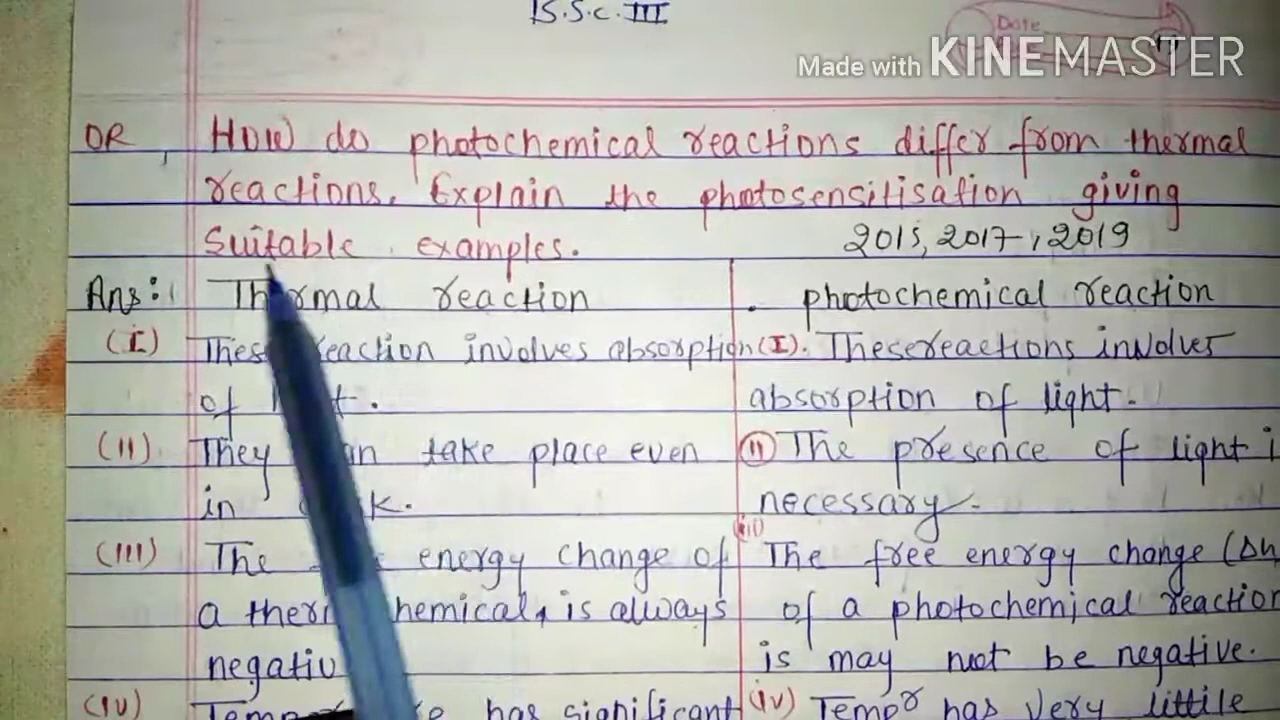 B.S.C. III
Date
Made with KINEMASTER
OR, How do photochemical reactions differ from thermal
reactions. Explain the photosensitisation giving
Suitable examples. 2015, 2017, 2019
Ans: Thermal reaction
(I) These reaction involves absorption
of
(II) They take place even
in
(III) The energy change of
a is always
(IV) has significant
photochemical reaction
(I). These reactions involves
absorption of light.
(II) The presence of light
necessary.
(iii) The free energy change
of a photochemical reaction
is may not be negative.
(iv) Tempr has very little